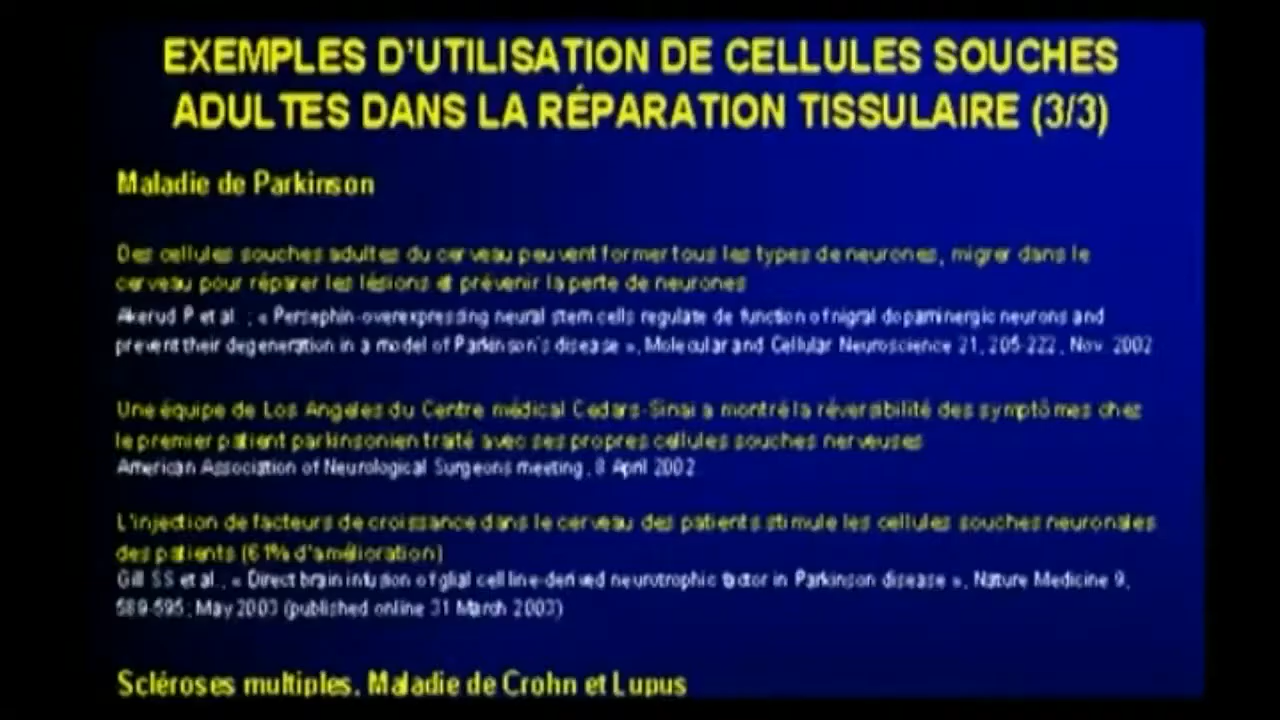 EXEMPLES D'UTILISATION DE CELLULES SOUCHES
ADULTES DANS LA RÉPARATION TISSULAIRE (3/3)
Maladie de Parkinson
Des cellules souches adultes du cerveau peuvent former tous les types de neurones, migrer dans le
cerveau pour réparer les lésions et prévenir la perte de neurones
Akerud P et al. ; « Persephin-overexpressing neural stem cells regulate de function of nigral dopaminergic neurons and
prevent their degeneration in a model of Parkinson's disease », Molecular and Cellular Neuroscience 21, 205-222, Nov. 2002
Une équipe de Los Angeles du Centre médical Cedars-Sinai a montré la réversibilité des symptômes chez
le premier patient parkinsonien traité avec ses propres cellules souches nerveuses
American Association of Neurological Surgeons meeting, 8 April 2002
L'injection de facteurs de croissance dans le cerveau des patients stimule les cellules souches neuronales
des patients (61% d'amélioration)
Gill SS et al., « Direct brain infusion of glial cell line-derived neurotrophic factor in Parkinson disease », Nature Medicine 9,
589-595; May 2003 (published online 31 March 2003)
Scléroses multiples, Maladie de Crohn et Lupus